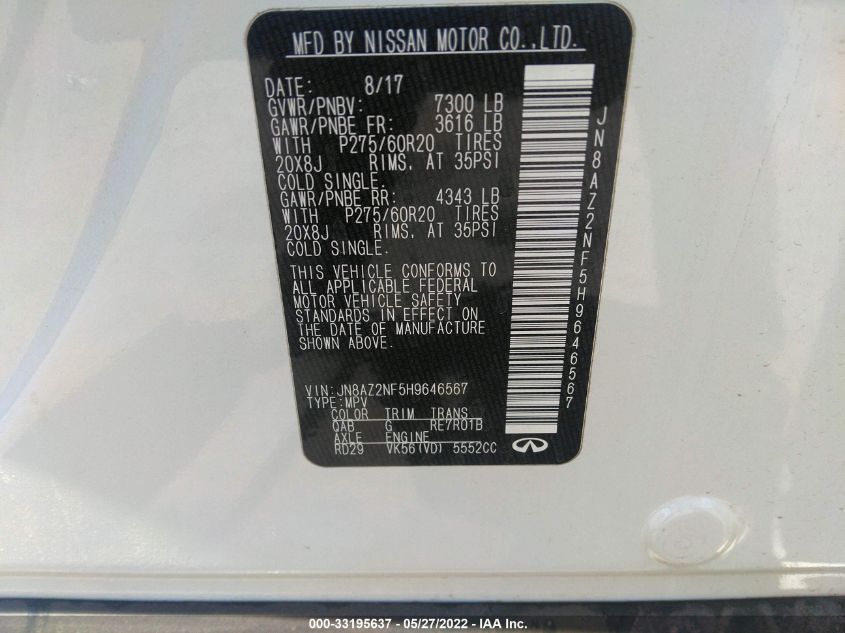 MFD BY NISSAN MOTOR CO.,LTD.
DATE: 8/17
GVWR/PNBV: 7300 LB
GAWR/PNBE FR: 3616 LB
WITH P275/60R20 TIRES
20X8J RIMS, AT 35PSI
COLD SINGLE.
GAWR/PNBE RR: 4343 LB
WITH P275/60R20 TIRES
20X8J RIMS, AT 35PSI
COLD SINGLE.
THIS VEHICLE CONFORMS TO
ALL APPLICABLE FEDERAL
MOTOR VEHICLE SAFETY
STANDARDS IN EFFECT ON
THE DATE OF MANUFACTURE
SHOWN ABOVE.
VIN:JN8AZ2NF5H9646567
TYPE:MPV
COLOR TRIM TRANS
QAB G RE7R01B
AXLE ENGINE
RD29 VK56(VD) 5552CC
JN8AZ2NF5H9646567
000-33195637 - 05/27/2022 - IAA Inc.